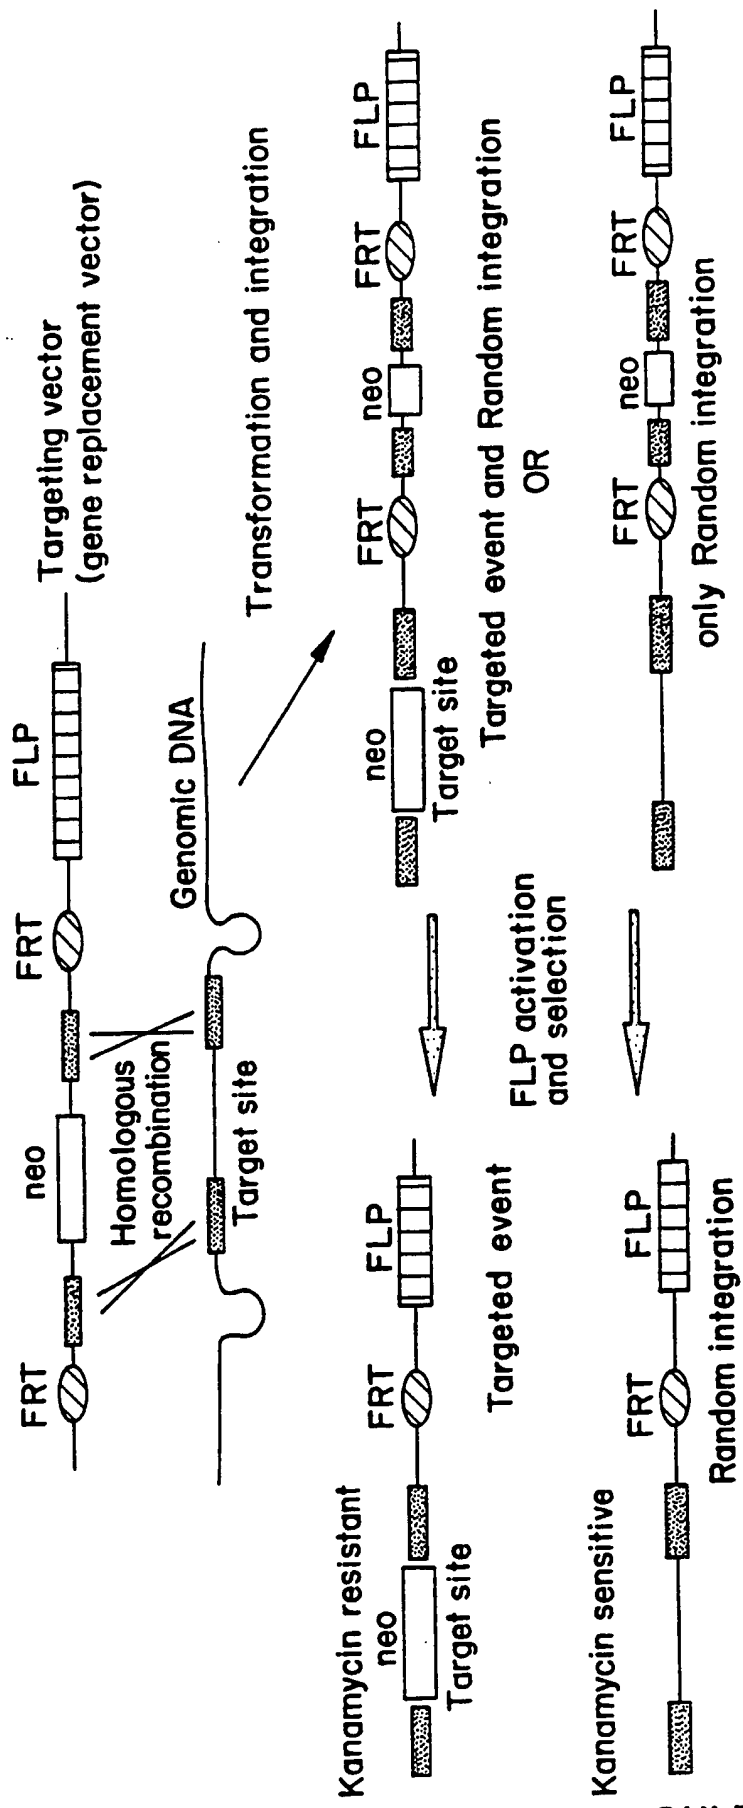 Targeting vector
(gene replacement vector)
FRT
neo
FRT
FLP
Homologous
recombination
Genomic DNA
Target site
Transformation and integration
neo
FRT
neo
FRT
FLP
Target site
Targeted event and Random integration
OR
FRT
neo
FRT
FLP
only Random integration
FLP activation
and selection
Kanamycin resistant
neo
FRT
FLP
Target site
Targeted event
Kanamycin sensitive
FRT
FLP
Random integration